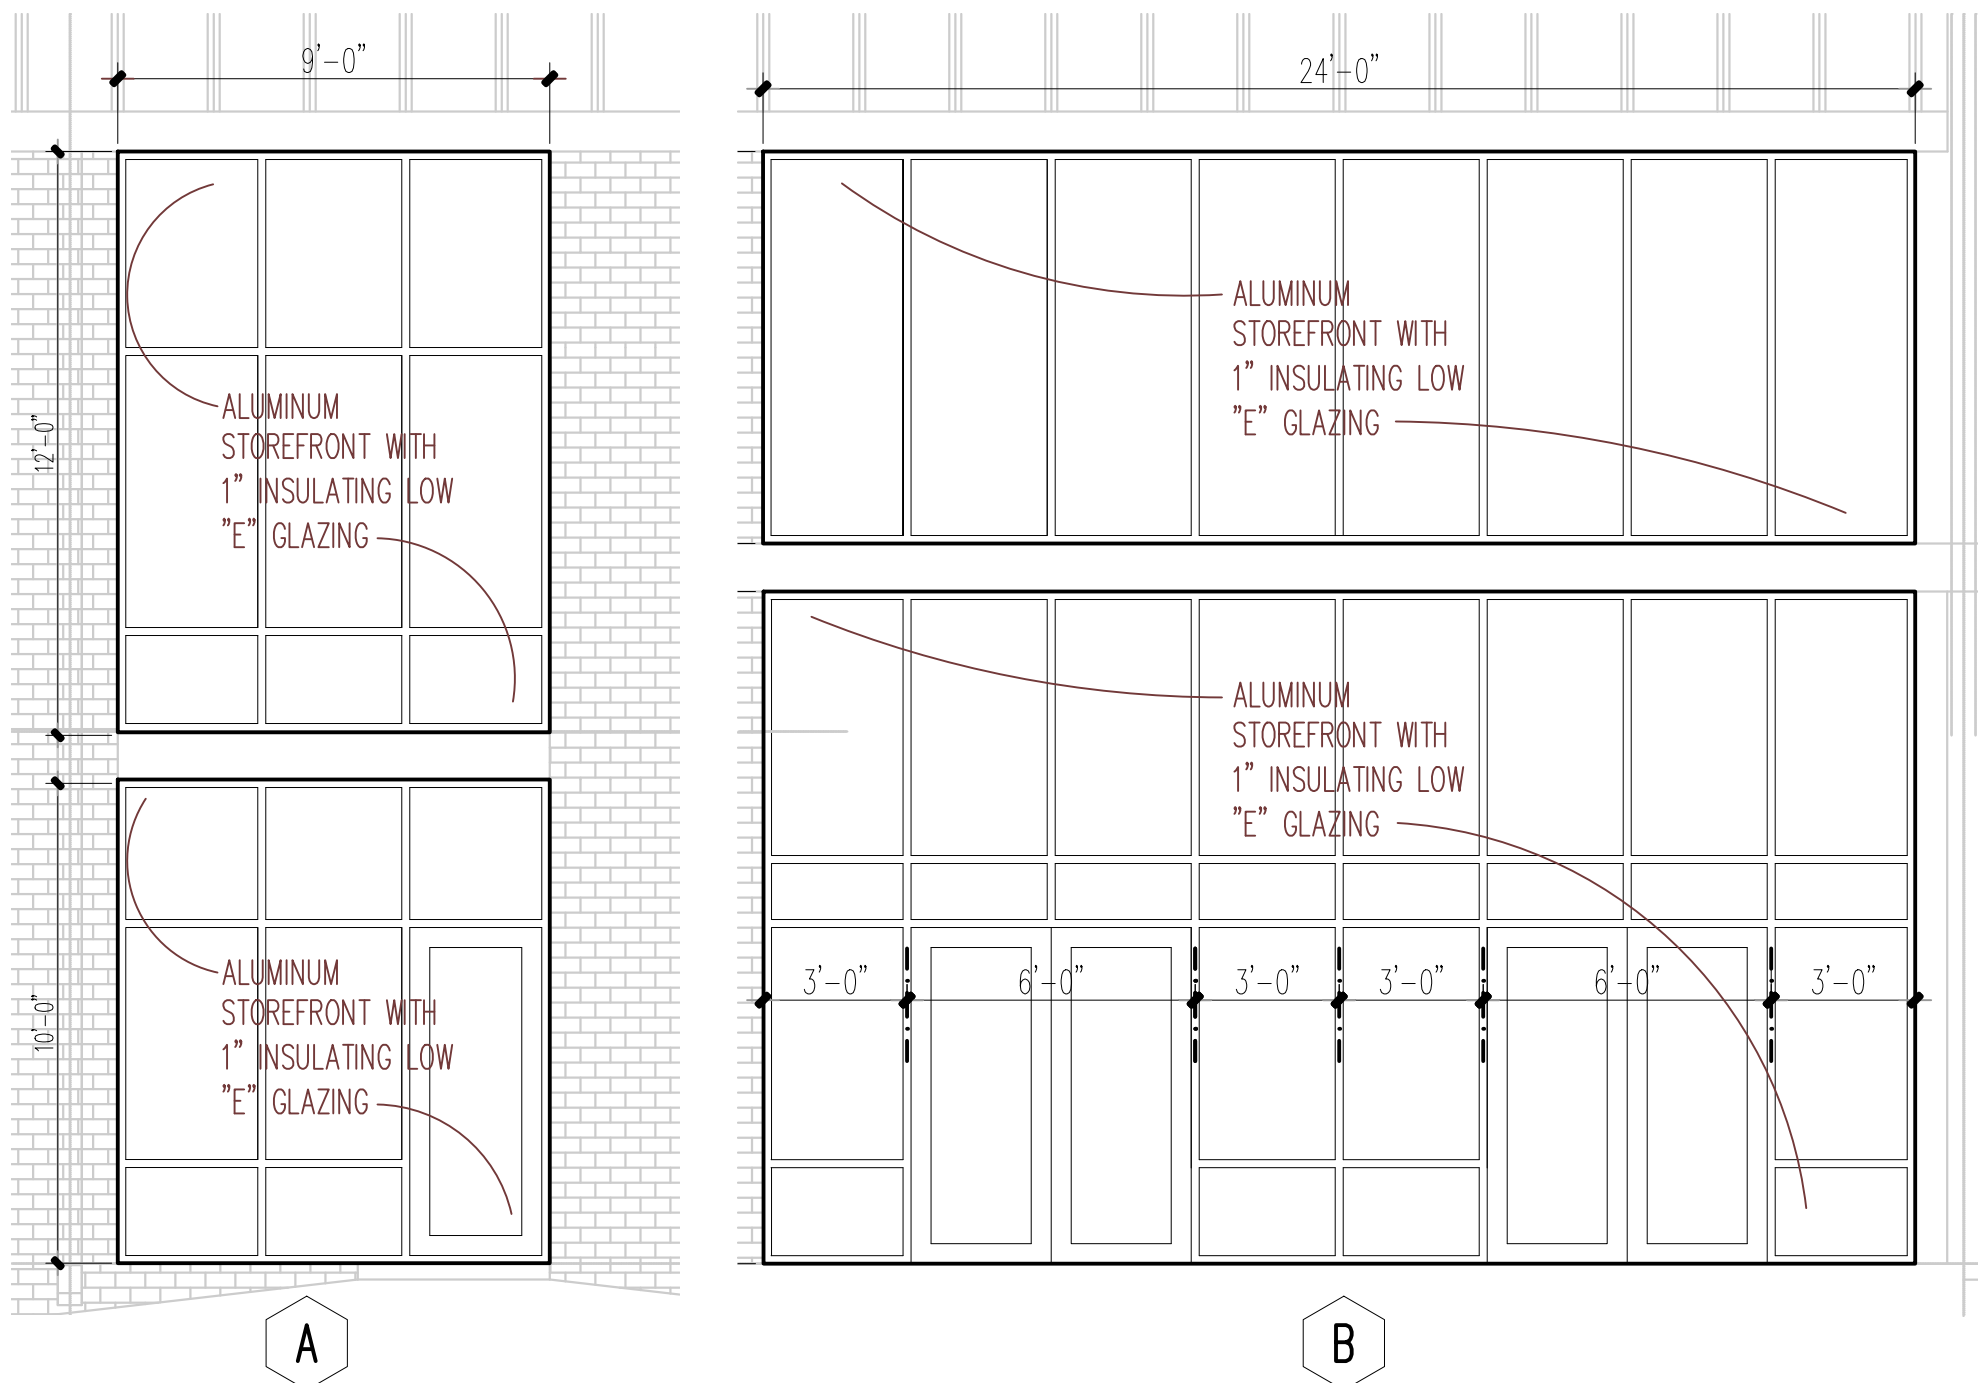 9'-0"
24'-0"
12'-0"
ALUMINUM
STOREFRONT WITH
1" INSULATING LOW
"E" GLAZING
ALUMINUM
STOREFRONT WITH
1" INSULATING LOW
"E" GLAZING
10'-0"
ALUMINUM
STOREFRONT WITH
1" INSULATING LOW
"E" GLAZING
ALUMINUM
STOREFRONT WITH
1" INSULATING LOW
"E" GLAZING
3'-0" 6'-0" 3'-0" 3'-0" 6'-0" 3'-0"
A
B